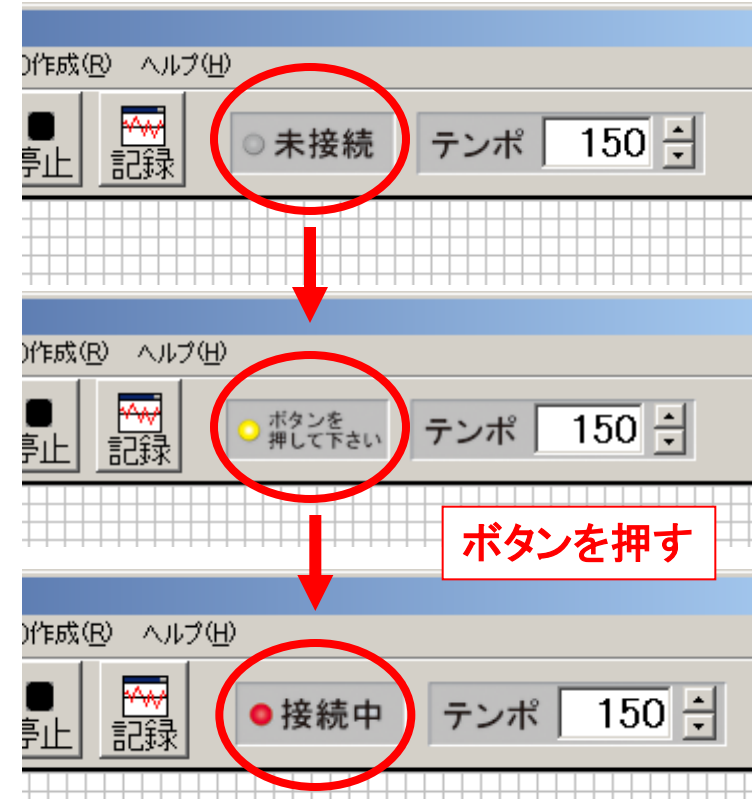 作成(R) ヘルプ(H)
停止 記録 未接続 テンポ 150
作成(R) ヘルプ(H)
停止 記録 ボタンを
押して下さい テンポ 150
ボタンを押す
作成(R) ヘルプ(H)
停止 記録 接続中 テンポ 150